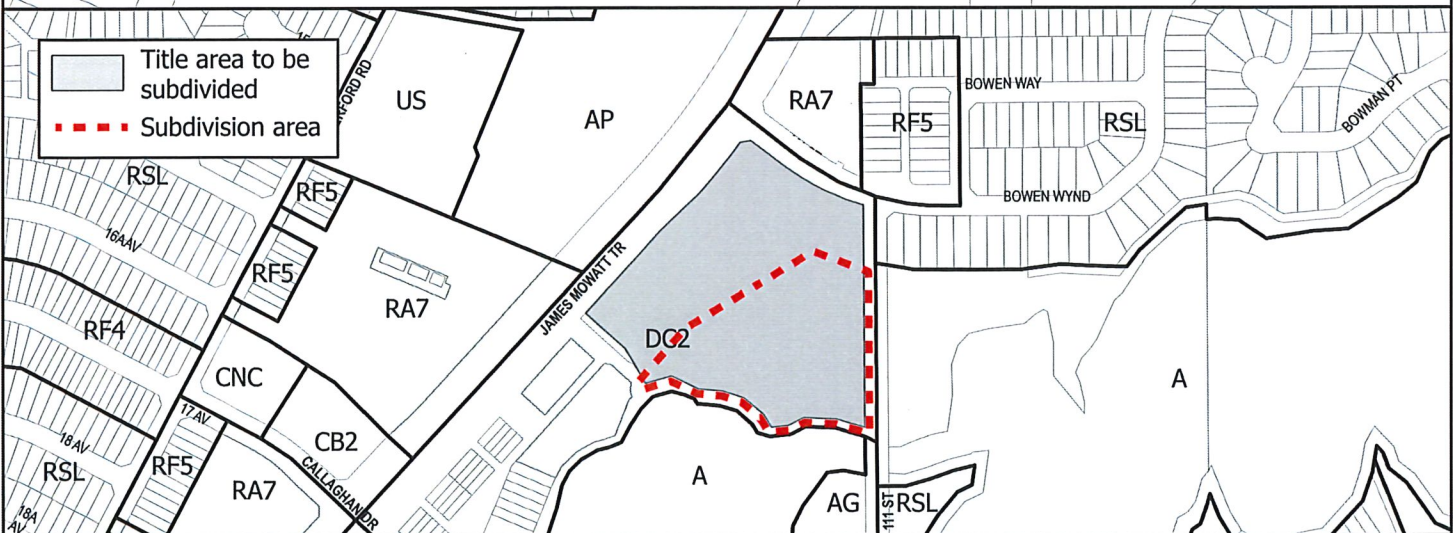 Title area to be
subdivided
Subdivision area
US
AP
RA7
RF5
BOWEN WAY
RSL
BOWMAN PT
BOWEN WYND
RSL
RF5
16AAV
RF5
RA7
JAMES MOWATT TR
RF4
DC2
CNC
A
17 AV
CB2
18 AV
RSL
RF5
RA7
CALLAGHAN DR
A
AG
111 ST
RSL
18A
AV